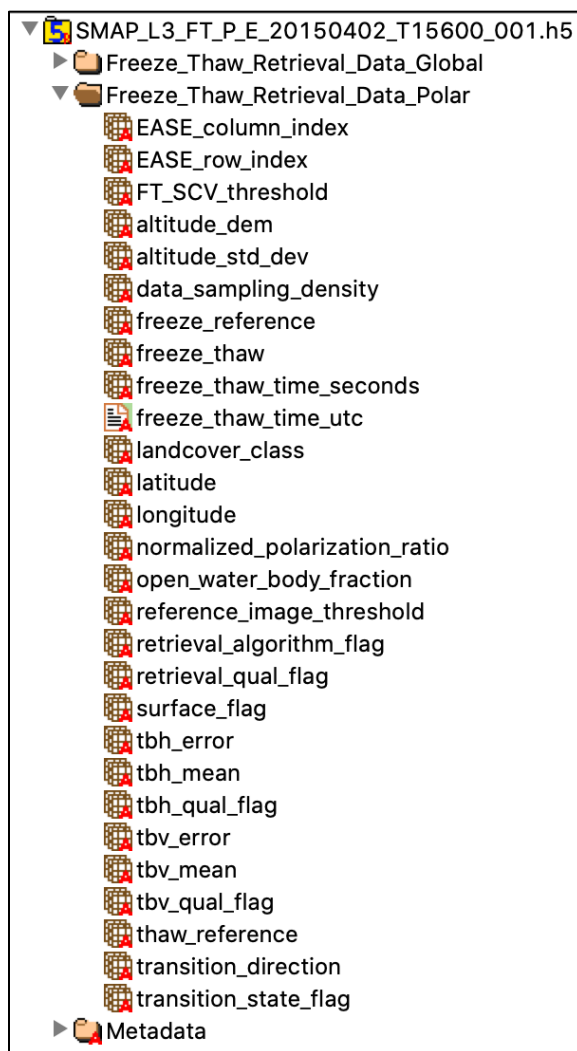 SMAP_L3_FT_P_E_20150402_T15600_001.h5
Freeze_Thaw_Retrieval_Data_Global
Freeze_Thaw_Retrieval_Data_Polar
EASE_column_index
EASE_row_index
FT_SCV_threshold
altitude_dem
altitude_std_dev
data_sampling_density
freeze_reference
freeze_thaw
freeze_thaw_time_seconds
freeze_thaw_time_utc
landcover_class
latitude
longitude
normalized_polarization_ratio
open_water_body_fraction
reference_image_threshold
retrieval_algorithm_flag
retrieval_qual_flag
surface_flag
tbh_error
tbh_mean
tbh_qual_flag
tbv_error
tbv_mean
tbv_qual_flag
thaw_reference
transition_direction
transition_state_flag
Metadata